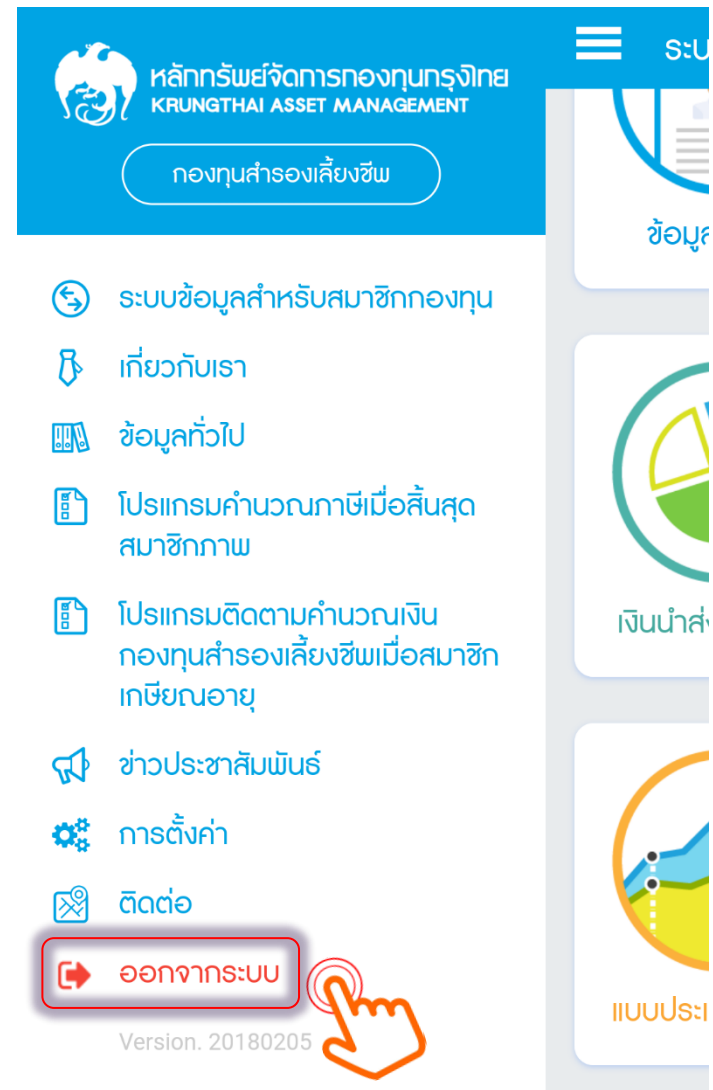 หลักทรัพย์จัดการกองทุนกรุงไทย
KRUNGTHAI ASSET MANAGEMENT
กองทุนสำรองเลี้ยงชีพ
ระบบข้อมูลสำหรับสมาชิกกองทุน
เกี่ยวกับเรา
ข้อมูลทั่วไป
โปรแกรมคำนวณภาษีเมื่อสิ้นสุด
สมาชิกภาพ
โปรแกรมติดตามคำนวณเงิน
กองทุนสำรองเลี้ยงชีพเมื่อสมาชิก
เกษียณอายุ
ข่าวประชาสัมพันธ์
การตั้งค่า
ติดต่อ
ออกจากระบบ
Version. 20180205